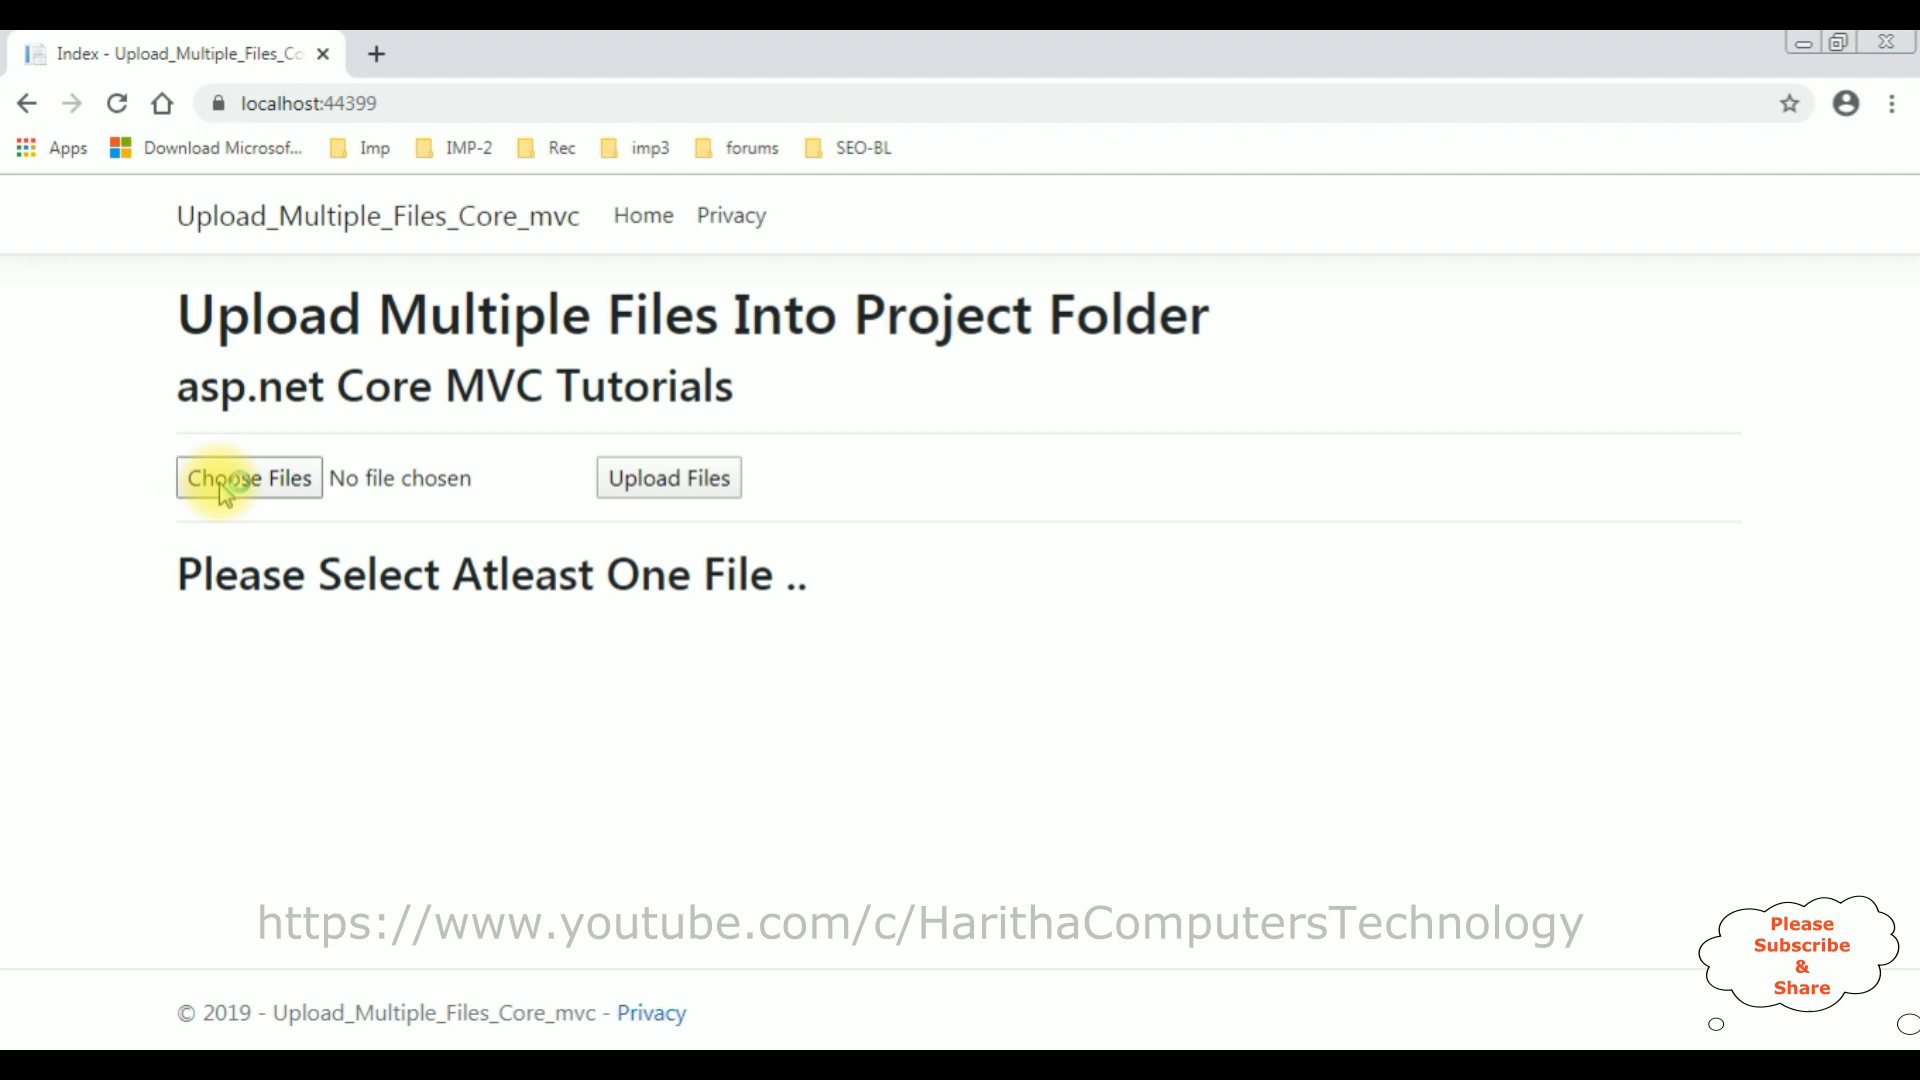 Index - Upload_Multiple_Files_Co
localhost:44399
Apps Download Microsof... Imp IMP-2 Rec imp3 forums SEO-BL
Upload_Multiple_Files_Core_mvc Home Privacy
Upload Multiple Files Into Project Folder
asp.net Core MVC Tutorials
Choose Files No file chosen Upload Files
Please Select Atleast One File ..
https://www.youtube.com/c/HarithaComputersTechnology
Please
Subscribe
&
Share
© 2019 - Upload_Multiple_Files_Core_mvc - Privacy